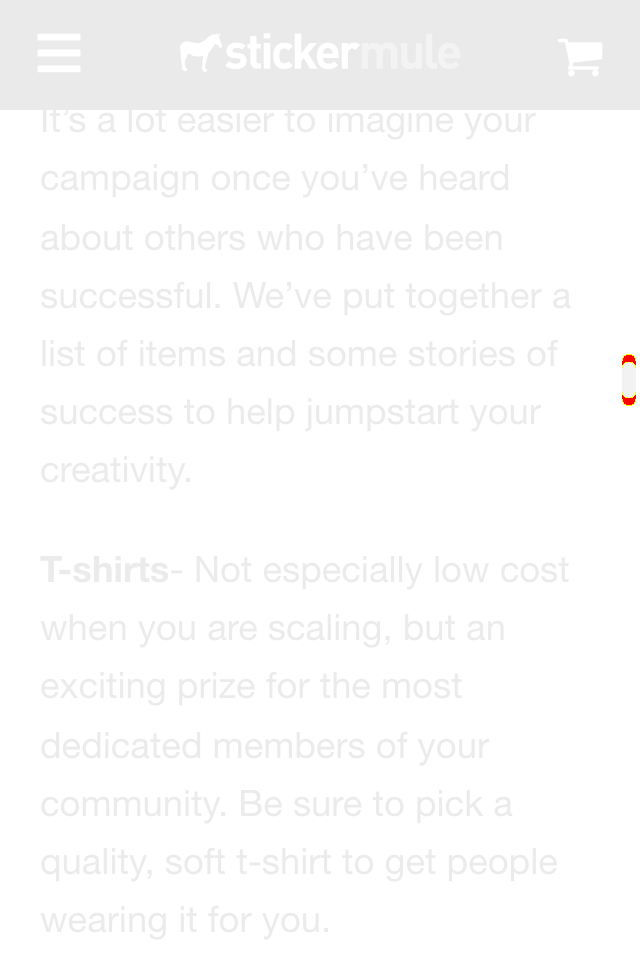 stickermule
It's a lot easier to imagine your
campaign once you've heard
about others who have been
successful. We've put together a
list of items and some stories of
success to help jumpstart your
creativity.
T-shirts- Not especially low cost
when you are scaling, but an
exciting prize for the most
dedicated members of your
community. Be sure to pick a
quality, soft t-shirt to get people
wearing it for you.